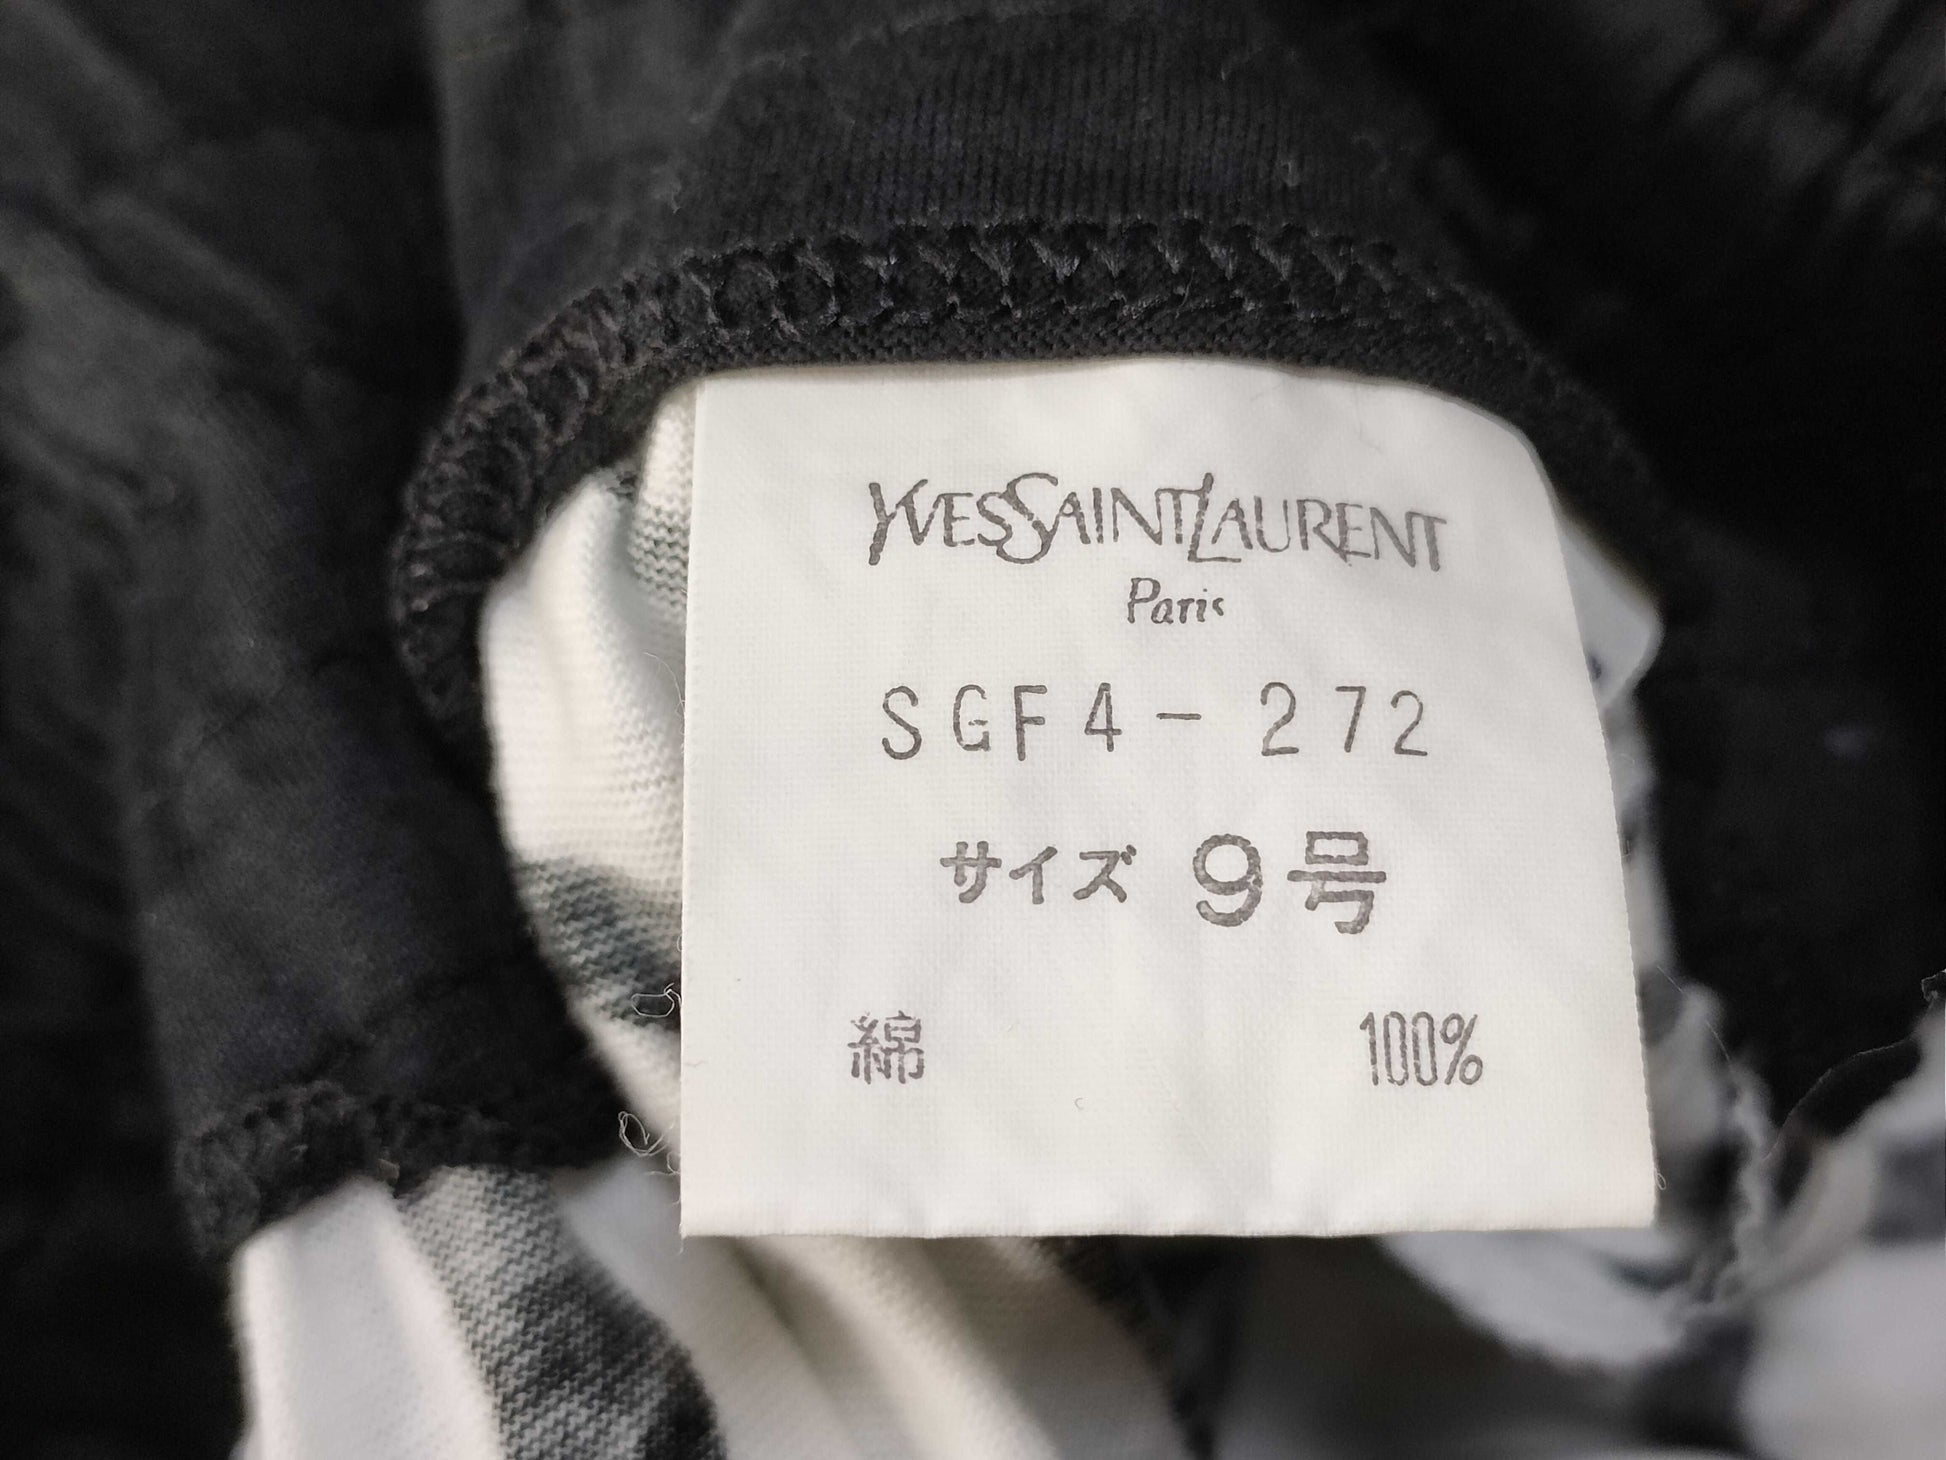 YVESSAINTLAURENT
Paris
SGF4-272
サイズ 9号
綿 100%